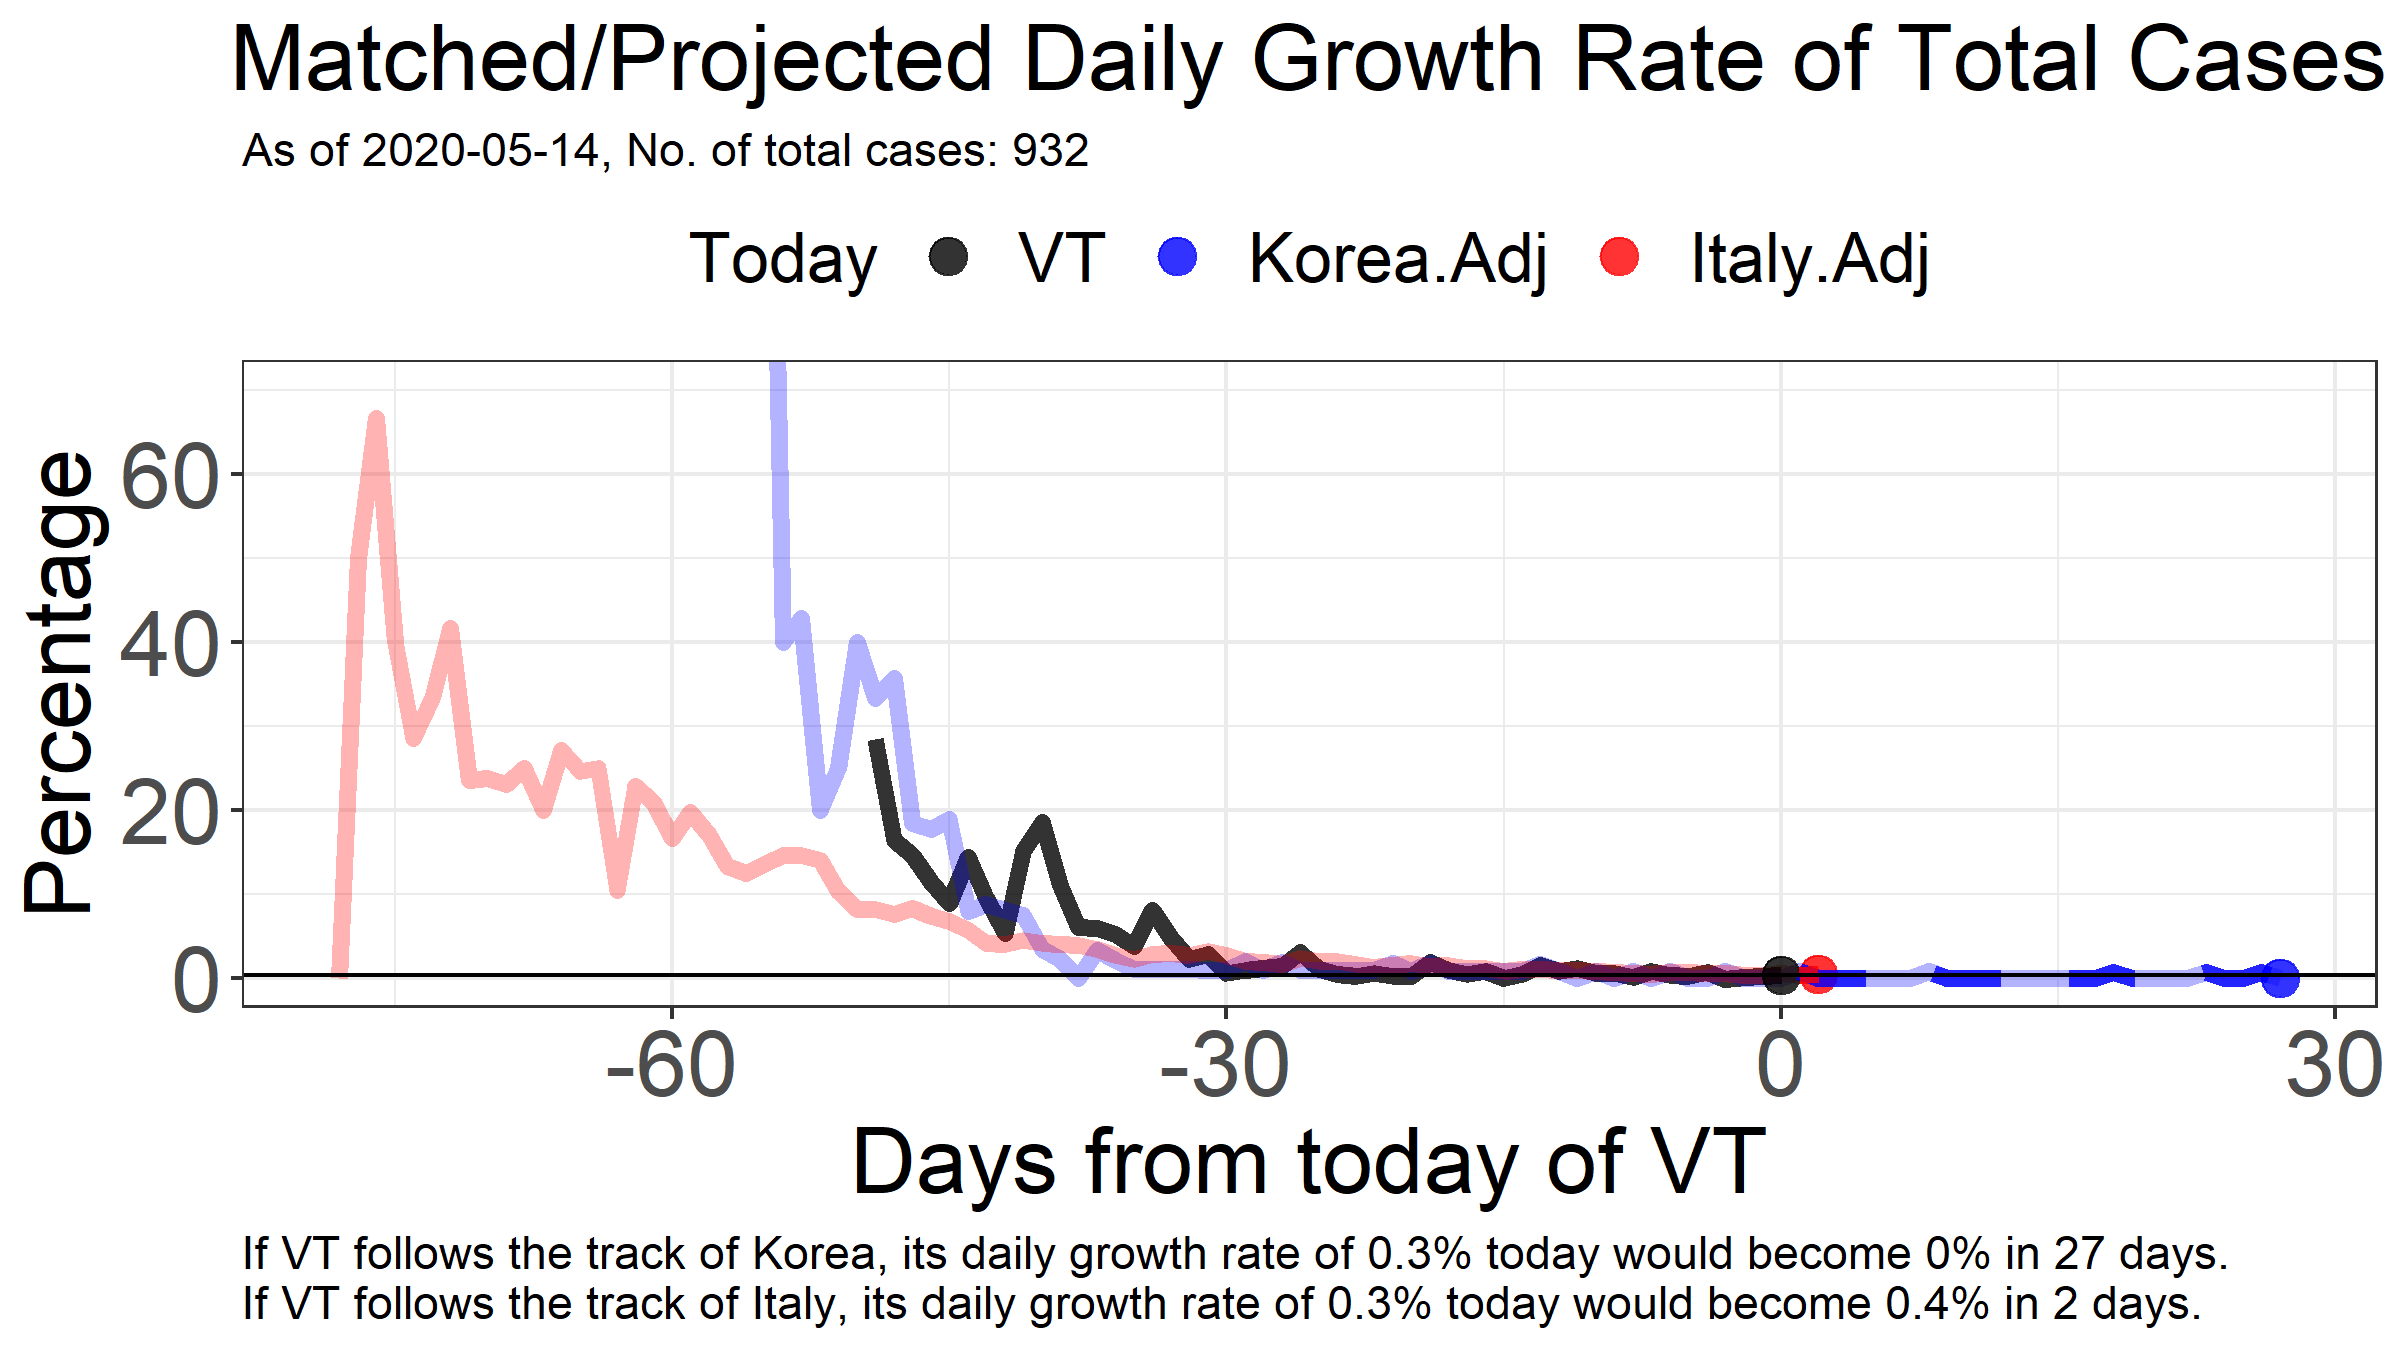 Matched/Projected Daily Growth Rate of Total Cases
As of 2020-05-14, No. of total cases: 932
Today VT Korea.Adj Italy.Adj
Percentage
60
40
20
0
-60 -30 0 30
Days from today of VT
If VT follows the track of Korea, its daily growth rate of 0.3% today would become 0% in 27 days.
If VT follows the track of Italy, its daily growth rate of 0.3% today would become 0.4% in 2 days.